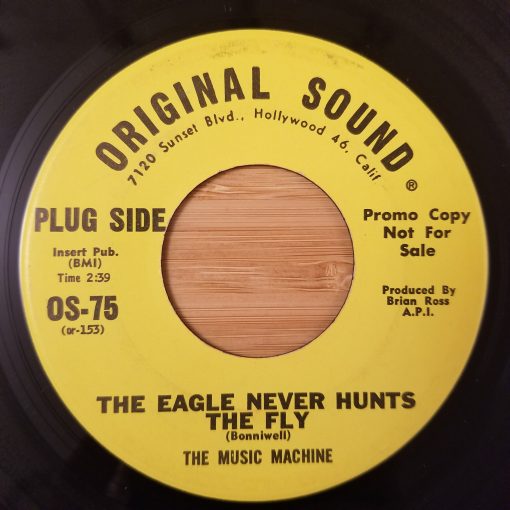 ORIGINAL SOUND ®
7120 Sunset Blvd., Hollywood 46, Calif
PLUG SIDE
Insert Pub.
(BMI)
Time 2:39
OS-75
(or-153)
Promo Copy
Not For
Sale
Produced By
Brian Ross
A.P.I.
THE EAGLE NEVER HUNTS
THE FLY
(Bonniwell)
THE MUSIC MACHINE